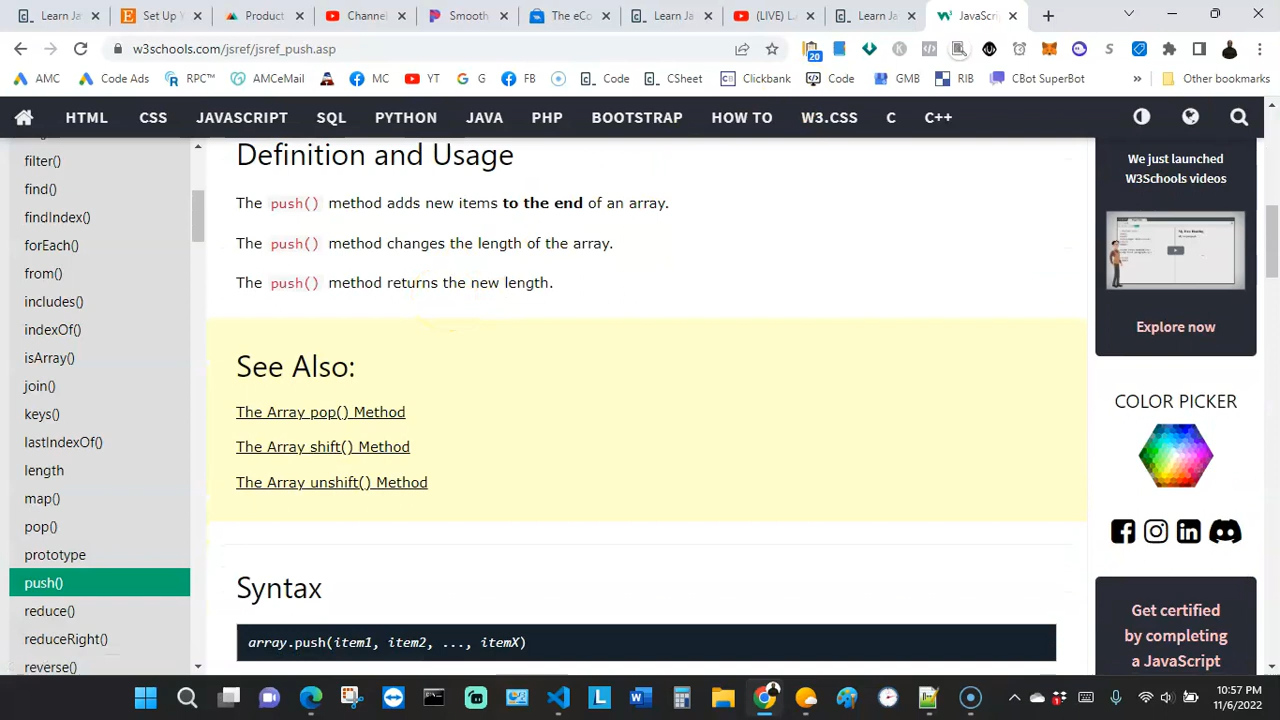 Learn Ja
Set Up Y
Product
Channel
Smooth
The eCo
Learn Ja
(LIVE) L
Learn Ja
JavaScri
w3schools.com/jsref/jsref_push.asp
20
AMC
Code Ads
RPC™
AMCeMail
MC
YT
G
FB
Code
CSheet
Clickbank
Code
GMB
RIB
CBot SuperBot
»
Other bookmarks
HTML
CSS
JAVASCRIPT
SQL
PYTHON
JAVA
PHP
BOOTSTRAP
HOW TO
W3.CSS
C
C++
filter()
find()
findIndex()
forEach()
from()
includes()
indexOf()
isArray()
join()
keys()
lastIndexOf()
length
map()
pop()
prototype
push()
reduce()
reduceRight()
reverse()
Definition and Usage
The push() method adds new items to the end of an array.
The push() method changes the length of the array.
The push() method returns the new length.
See Also:
The Array pop() Method
The Array shift() Method
The Array unshift() Method
Syntax
array.push(item1, item2, ..., itemX)
We just launched
W3Schools videos
Explore now
COLOR PICKER
Get certified
by completing
a JavaScript
10:57 PM
11/6/2022